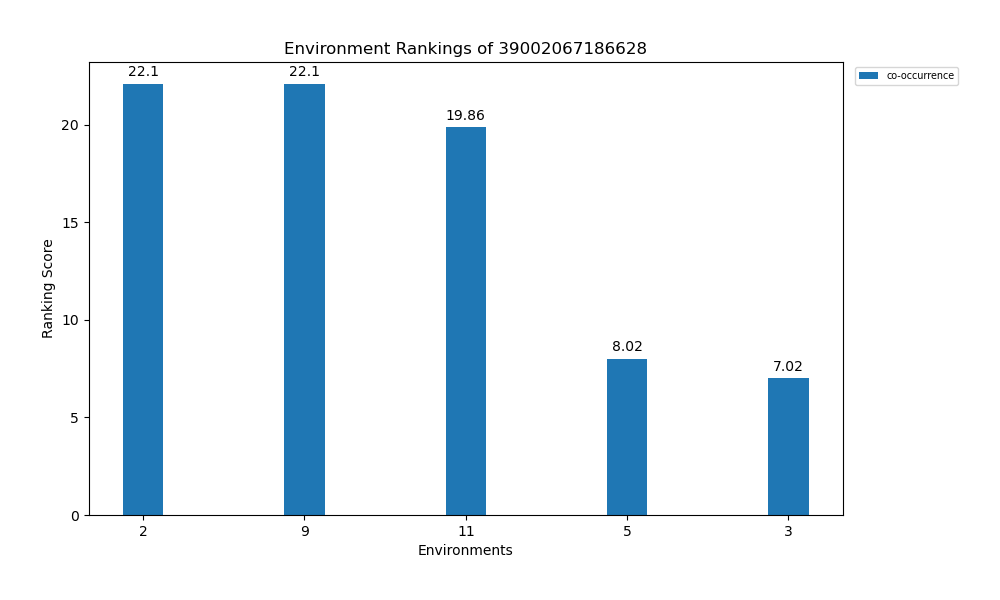 Environment Rankings of 39002067186628
co-occurrence
22.1
22.1
19.86
8.02
7.02
Ranking Score
20
15
10
5
0
2 9 11 5 3
Environments